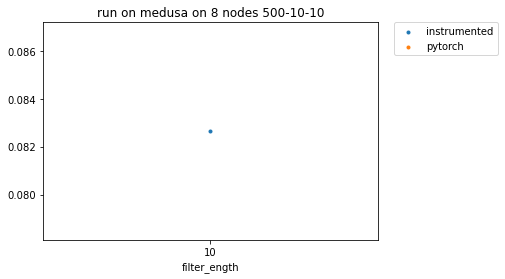 run on medusa on 8 nodes 500-10-10
instrumented
pytorch
0.086
0.084
0.082
0.080
10
filter_ength